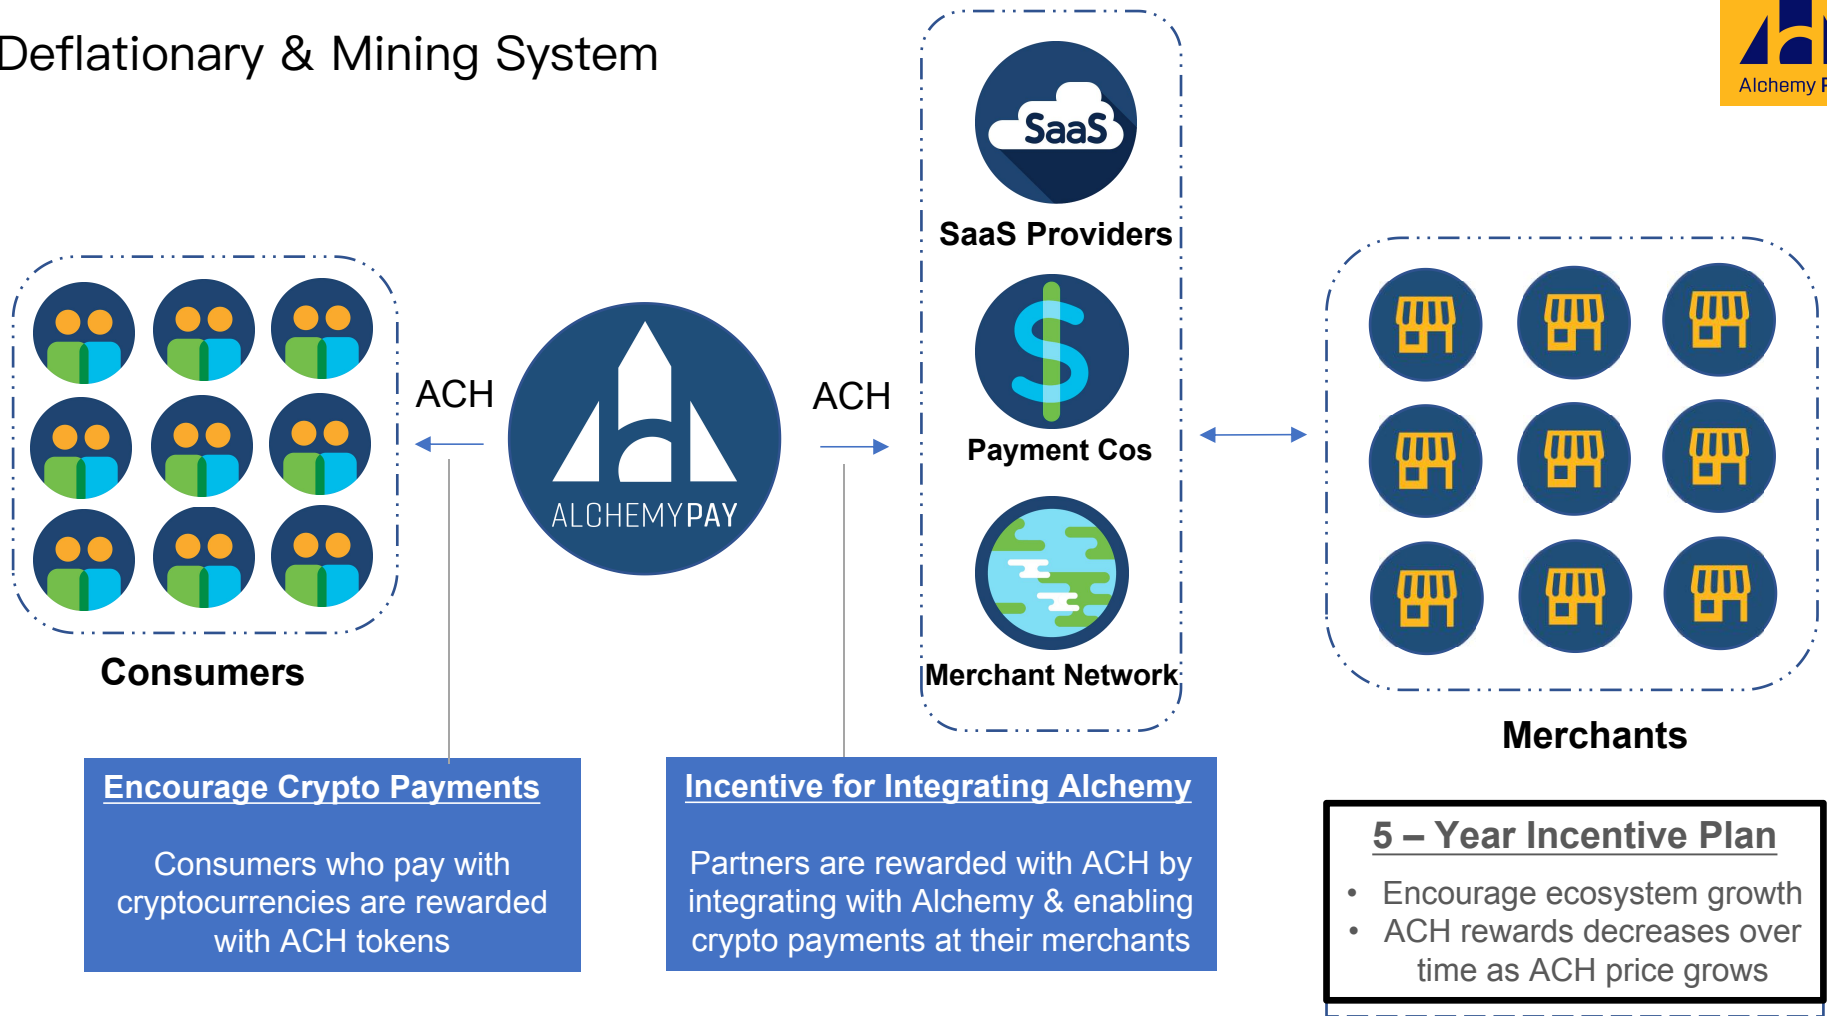 Deflationary & Mining System
Alchemy
SaaS
SaaS Providers
ACH
ACH
ALCHEMYPAY
Payment Cos
Merchant Network
Consumers
Merchants
Encourage Crypto Payments
Consumers who pay with
cryptocurrencies are rewarded
with ACH tokens
Incentive for Integrating Alchemy
Partners are rewarded with ACH by
integrating with Alchemy & enabling
crypto payments at their merchants
5 – Year Incentive Plan
• Encourage ecosystem growth
• ACH rewards decreases over
time as ACH price grows